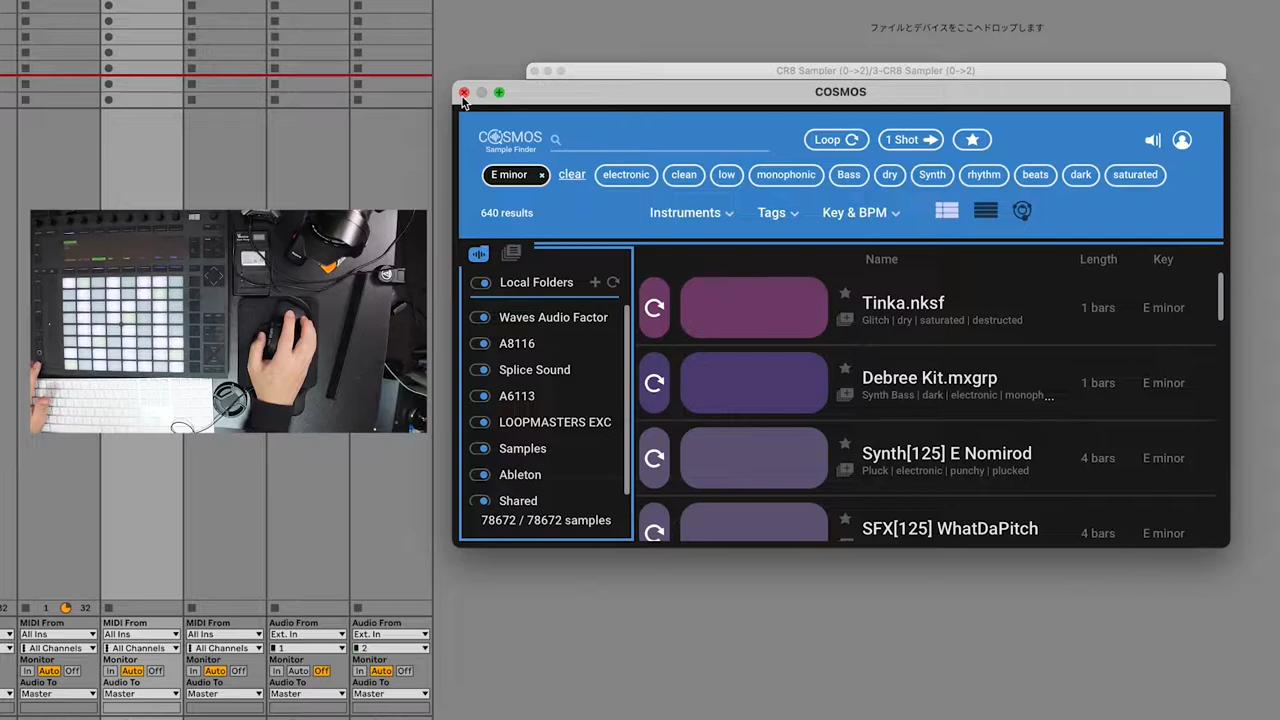 ファイルとデバイスをここへドロップします
CR8 Sampler (0->2)/3-CR8 Sampler (0->2)
COSMOS
COSMOS
Sample Finder
Loop
1 Shot
E minor ×
clear
electronic
clean
low
monophonic
Bass
dry
Synth
rhythm
beats
dark
saturated
640 results
Instruments
Tags
Key & BPM
Name Length Key
Local Folders
Waves Audio Factor
A8116
Splice Sound
A6113
LOOPMASTERS EXC
Samples
Ableton
Shared
78672 / 78672 samples
Tinka.nksf 1 bars E minor
Glitch | dry | saturated | destructed
Debree Kit.mxgrp 1 bars E minor
Synth Bass | dark | electronic | monoph...
Synth[125] E Nomirod 4 bars E minor
Pluck | electronic | punchy | plucked
SFX[125] WhatDaPitch 4 bars E minor
32 1 32
MIDI From MIDI From MIDI From Audio From Audio From
All Ins All Ins All Ins Ext. In Ext. In
All Channels All Channels All Channels 1 2
Monitor Monitor Monitor Monitor Monitor
In Auto Off In Auto Off In Auto Off In Auto Off In Auto Off
Audio To Audio To Audio To Audio To Audio To
Master Master Master Master Master